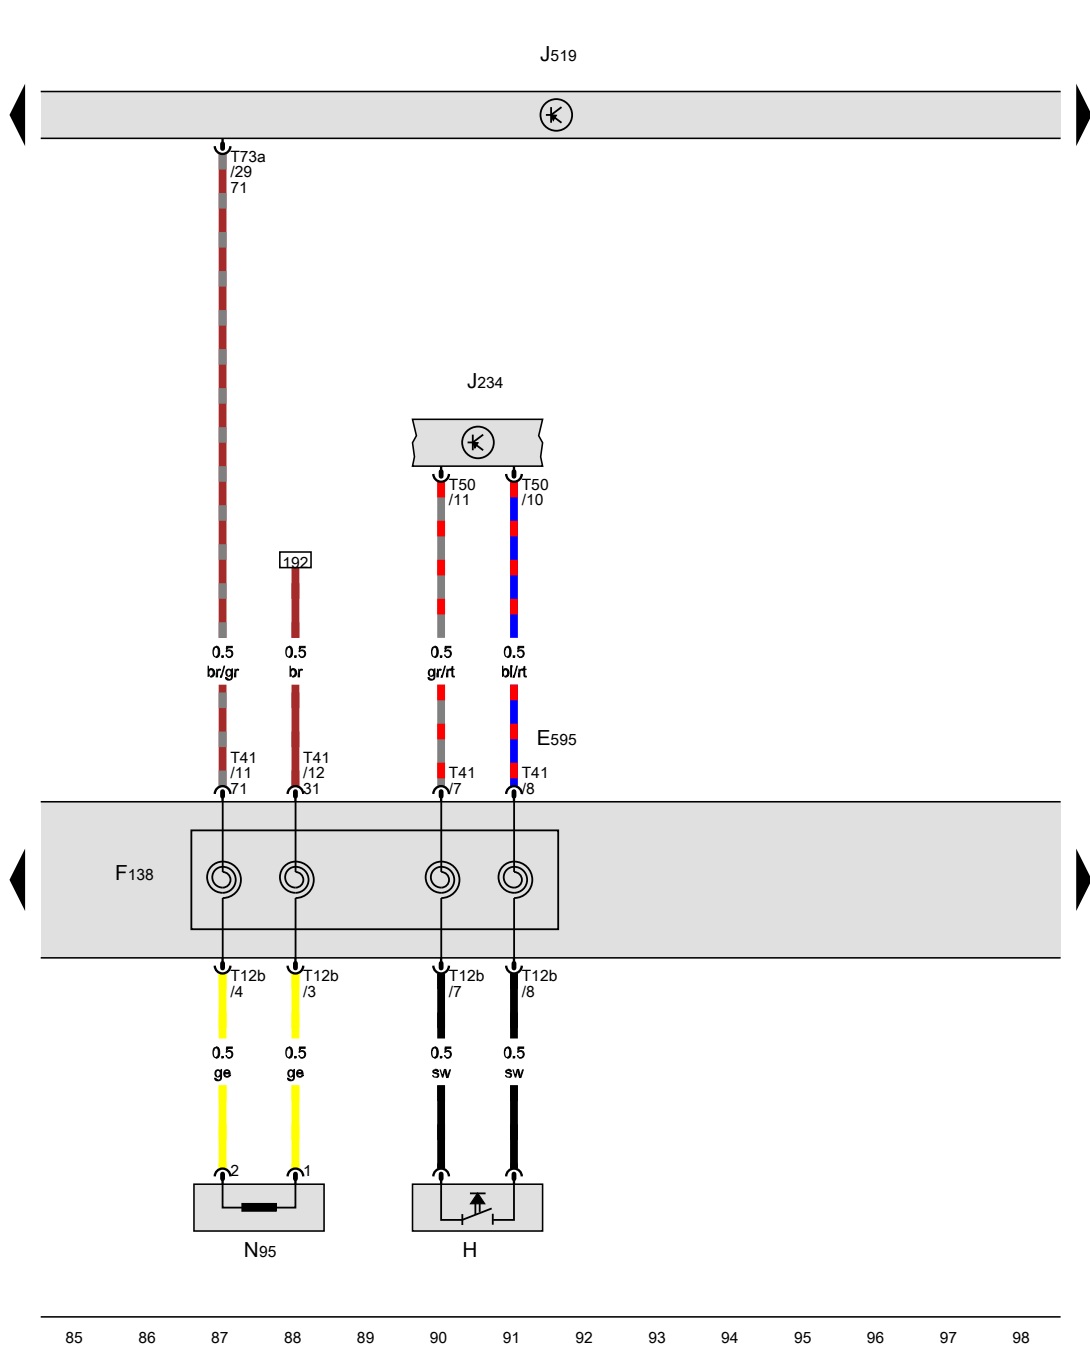 J519
T73a
/29
71
J234
T50
/11
T50
/10
192
0.5
br/gr
0.5
br
0.5
gr/rt
0.5
bl/rt
E595
T41
/11
71
T41
/12
31
T41
/7
T41
/8
F138
T12b
/4
T12b
/3
T12b
/7
T12b
/8
0.5
ge
0.5
ge
0.5
sw
0.5
sw
2
1
N95
H
85 86 87 88 89 90 91 92 93 94 95 96 97 98